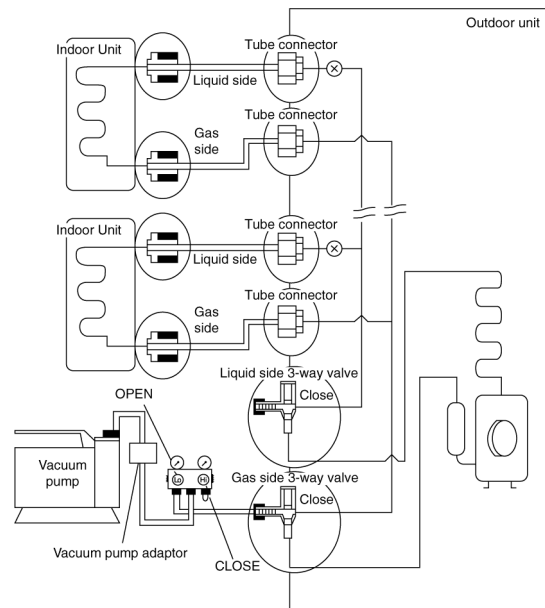 Outdoor unit
Indoor Unit
Tube connector
Liquid side
Tube connector
Gas
side
Indoor Unit
Tube connector
Liquid side
Gas
side
Tube connector
Liquid side 3-way valve
Close
OPEN
Vacuum
pump
Lo
Hi
Gas side 3-way valve
Close
Vacuum pump adaptor
CLOSE